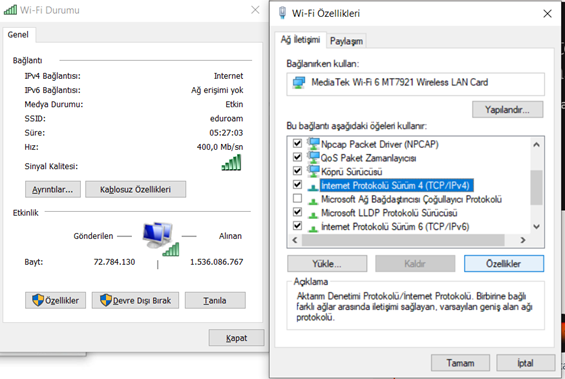 Wi-Fi Durumu
Genel
Bağlantı
IPv4 Bağlantısı: Internet
IPv6 Bağlantısı: Ağ erişimi yok
Medya Durumu: Etkin
SSID: eduroam
Süre: 05:27:03
Hız: 400,0 Mb/sn
Sinyal Kalitesi:
Ayrıntılar...
Kablosuz Özellikleri
Etkinlik
Gönderilen
Alınan
Bayt: 72.784.130 1.536.086.767
Özellikler
Devre Dışı Bırak
Tanıla
Kapat
Wi-Fi Özellikleri
Ağ İletişimi
Paylaşım
Bağlanırken kullan:
MediaTek Wi-Fi 6 MT7921 Wireless LAN Card
Yapılandır...
Bu bağlantı aşağıdaki öğeleri kullanır:
Npcap Packet Driver (NPCAP)
QoS Paket Zamanlayıcısı
Köprü Sürücüsü
İnternet Protokolü Sürüm 4 (TCP/IPv4)
Microsoft Ağ Bağdaştırıcısı Çoğullayıcı Protokolü
Microsoft LLDP Protokolü Sürücüsü
İnternet Protokolü Sürüm 6 (TCP/IPv6)
Yükle...
Kaldır
Özellikler
Açıklama
Aktarım Denetimi Protokolü/İnternet Protokolü. Birbirine bağlı
farklı ağlar arasında iletişimi sağlayan, varsayılan geniş alan ağı
protokolü.
Tamam
İptal